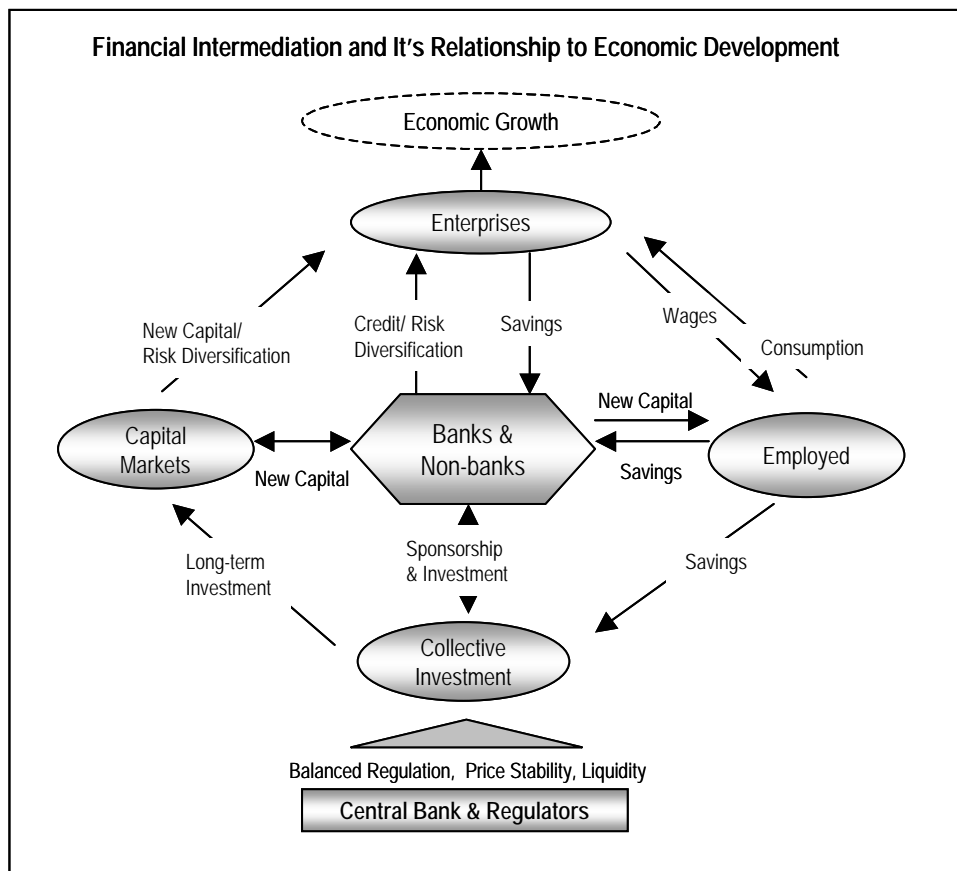 Financial Intermediation and It's Relationship to Economic Development
Economic Growth
Enterprises
New Capital/
Risk Diversification
Credit/ Risk
Diversification
Savings
Wages
Consumption
Capital
Markets
New Capital
Banks &
Non-banks
New Capital
Savings
Employed
Long-term
Investment
Sponsorship
& Investment
Savings
Collective
Investment
Balanced Regulation, Price Stability, Liquidity
Central Bank & Regulators